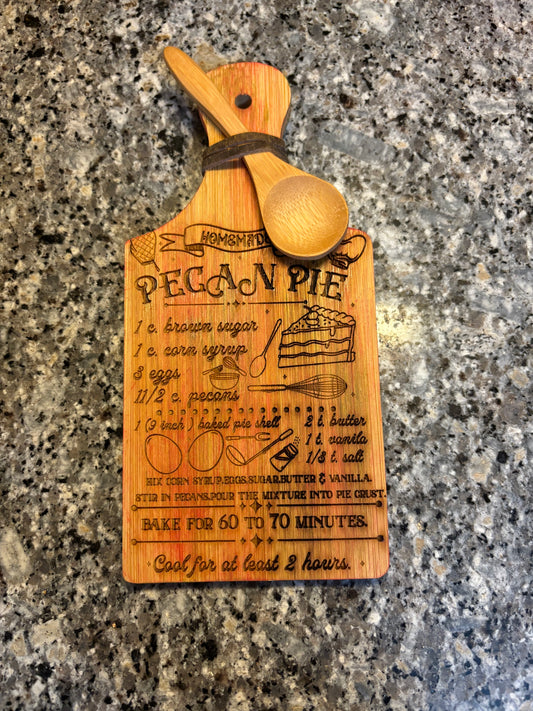 HOMEMADE
PECAN PIE
1 c. brown sugar
1 c. corn syrup
3 eggs
11/2 c. pecans
1 (9 inch) baked pie shell
2 t. butter
1 t. vanila
1/8 t. salt
MIX CORN SYRUP,EGGS,SUGAR,BUTTER & VANILLA.
STIR IN PECANS.POUR THE MIXTURE INTO PIE CRUST.
BAKE FOR 60 TO 70 MINUTES.
Cool for at least 2 hours.